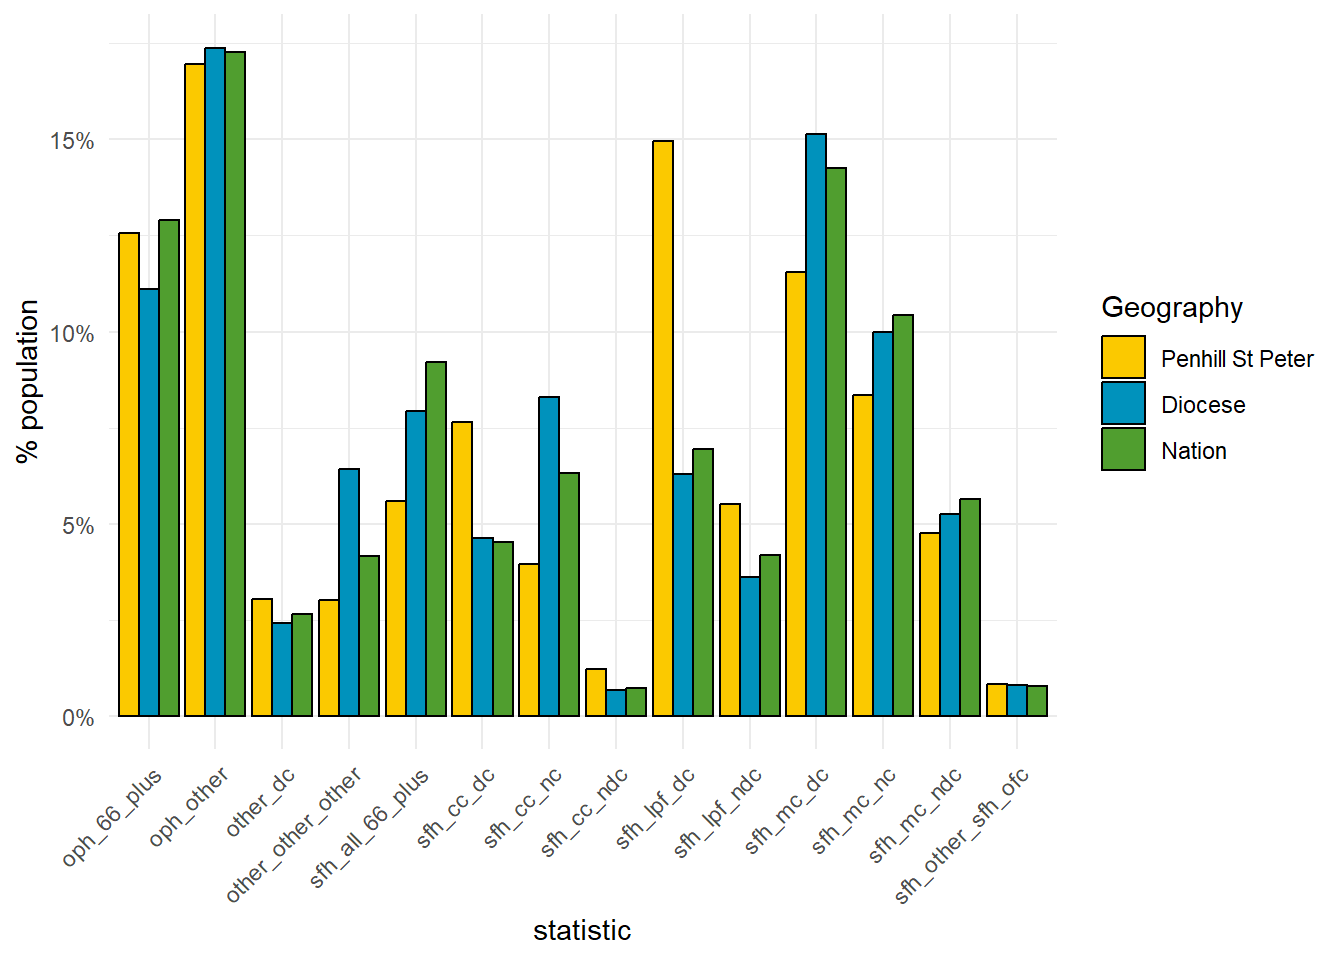 15%
10%
5%
0%
% population
oph_66_plus
oph_other
other_dc
other_other_other
sfh_all_66_plus
sfh_cc_dc
sfh_cc_nc
sfh_cc_ndc
sfh_lpf_dc
sfh_lpf_ndc
sfh_mc_dc
sfh_mc_nc
sfh_mc_ndc
sfh_other_sfh_ofc
statistic
Geography
Penhill St Peter
Diocese
Nation